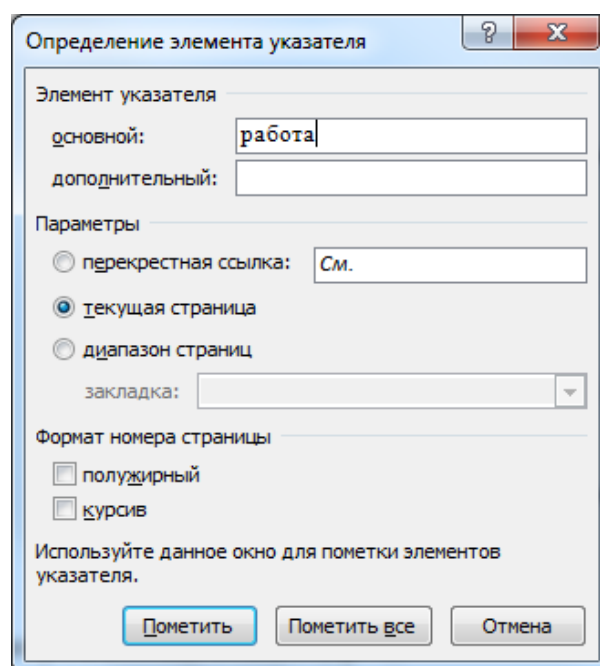 Определение элемента указателя
Элемент указателя
основной: работа
дополнительный:
Параметры
перекрестная ссылка: См.
текущая страница
диапазон страниц
закладка:
Формат номера страницы
полужирный
курсив
Используйте данное окно для пометки элементов
указателя.
Пометить Пометить все Отмена